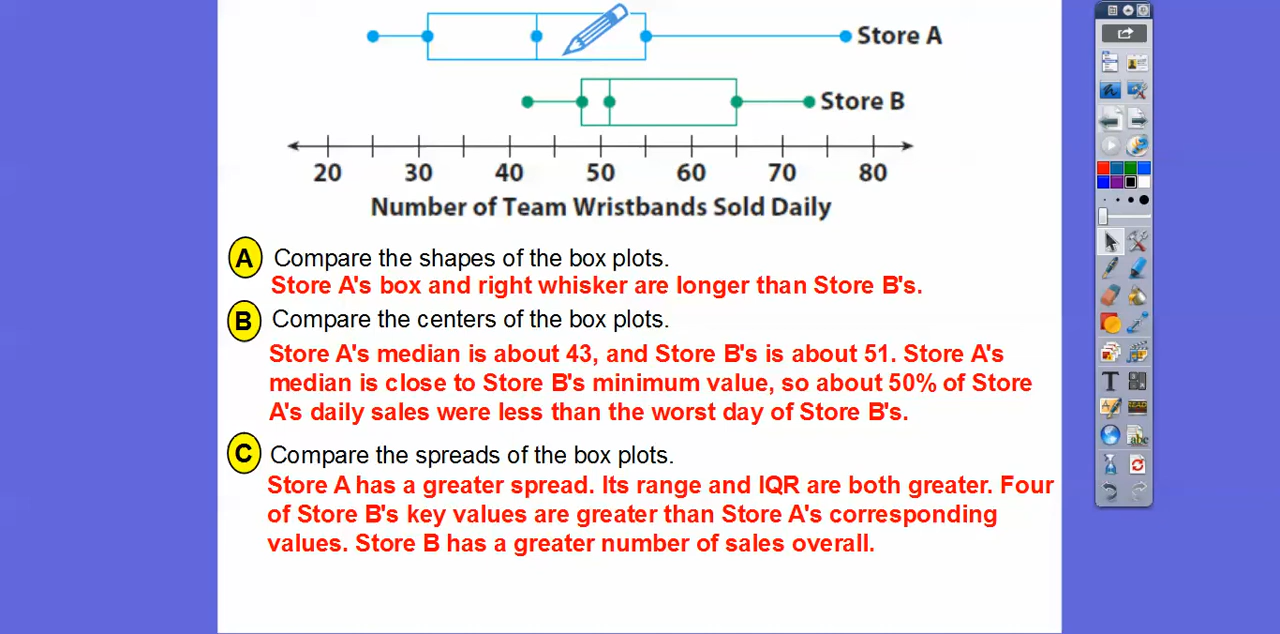 Store A
Store B
20 30 40 50 60 70 80
Number of Team Wristbands Sold Daily
A Compare the shapes of the box plots.
Store A's box and right whisker are longer than Store B's.
B Compare the centers of the box plots.
Store A's median is about 43, and Store B's is about 51. Store A's
median is close to Store B's minimum value, so about 50% of Store
A's daily sales were less than the worst day of Store B's.
C Compare the spreads of the box plots.
Store A has a greater spread. Its range and IQR are both greater. Four
of Store B's key values are greater than Store A's corresponding
values. Store B has a greater number of sales overall.